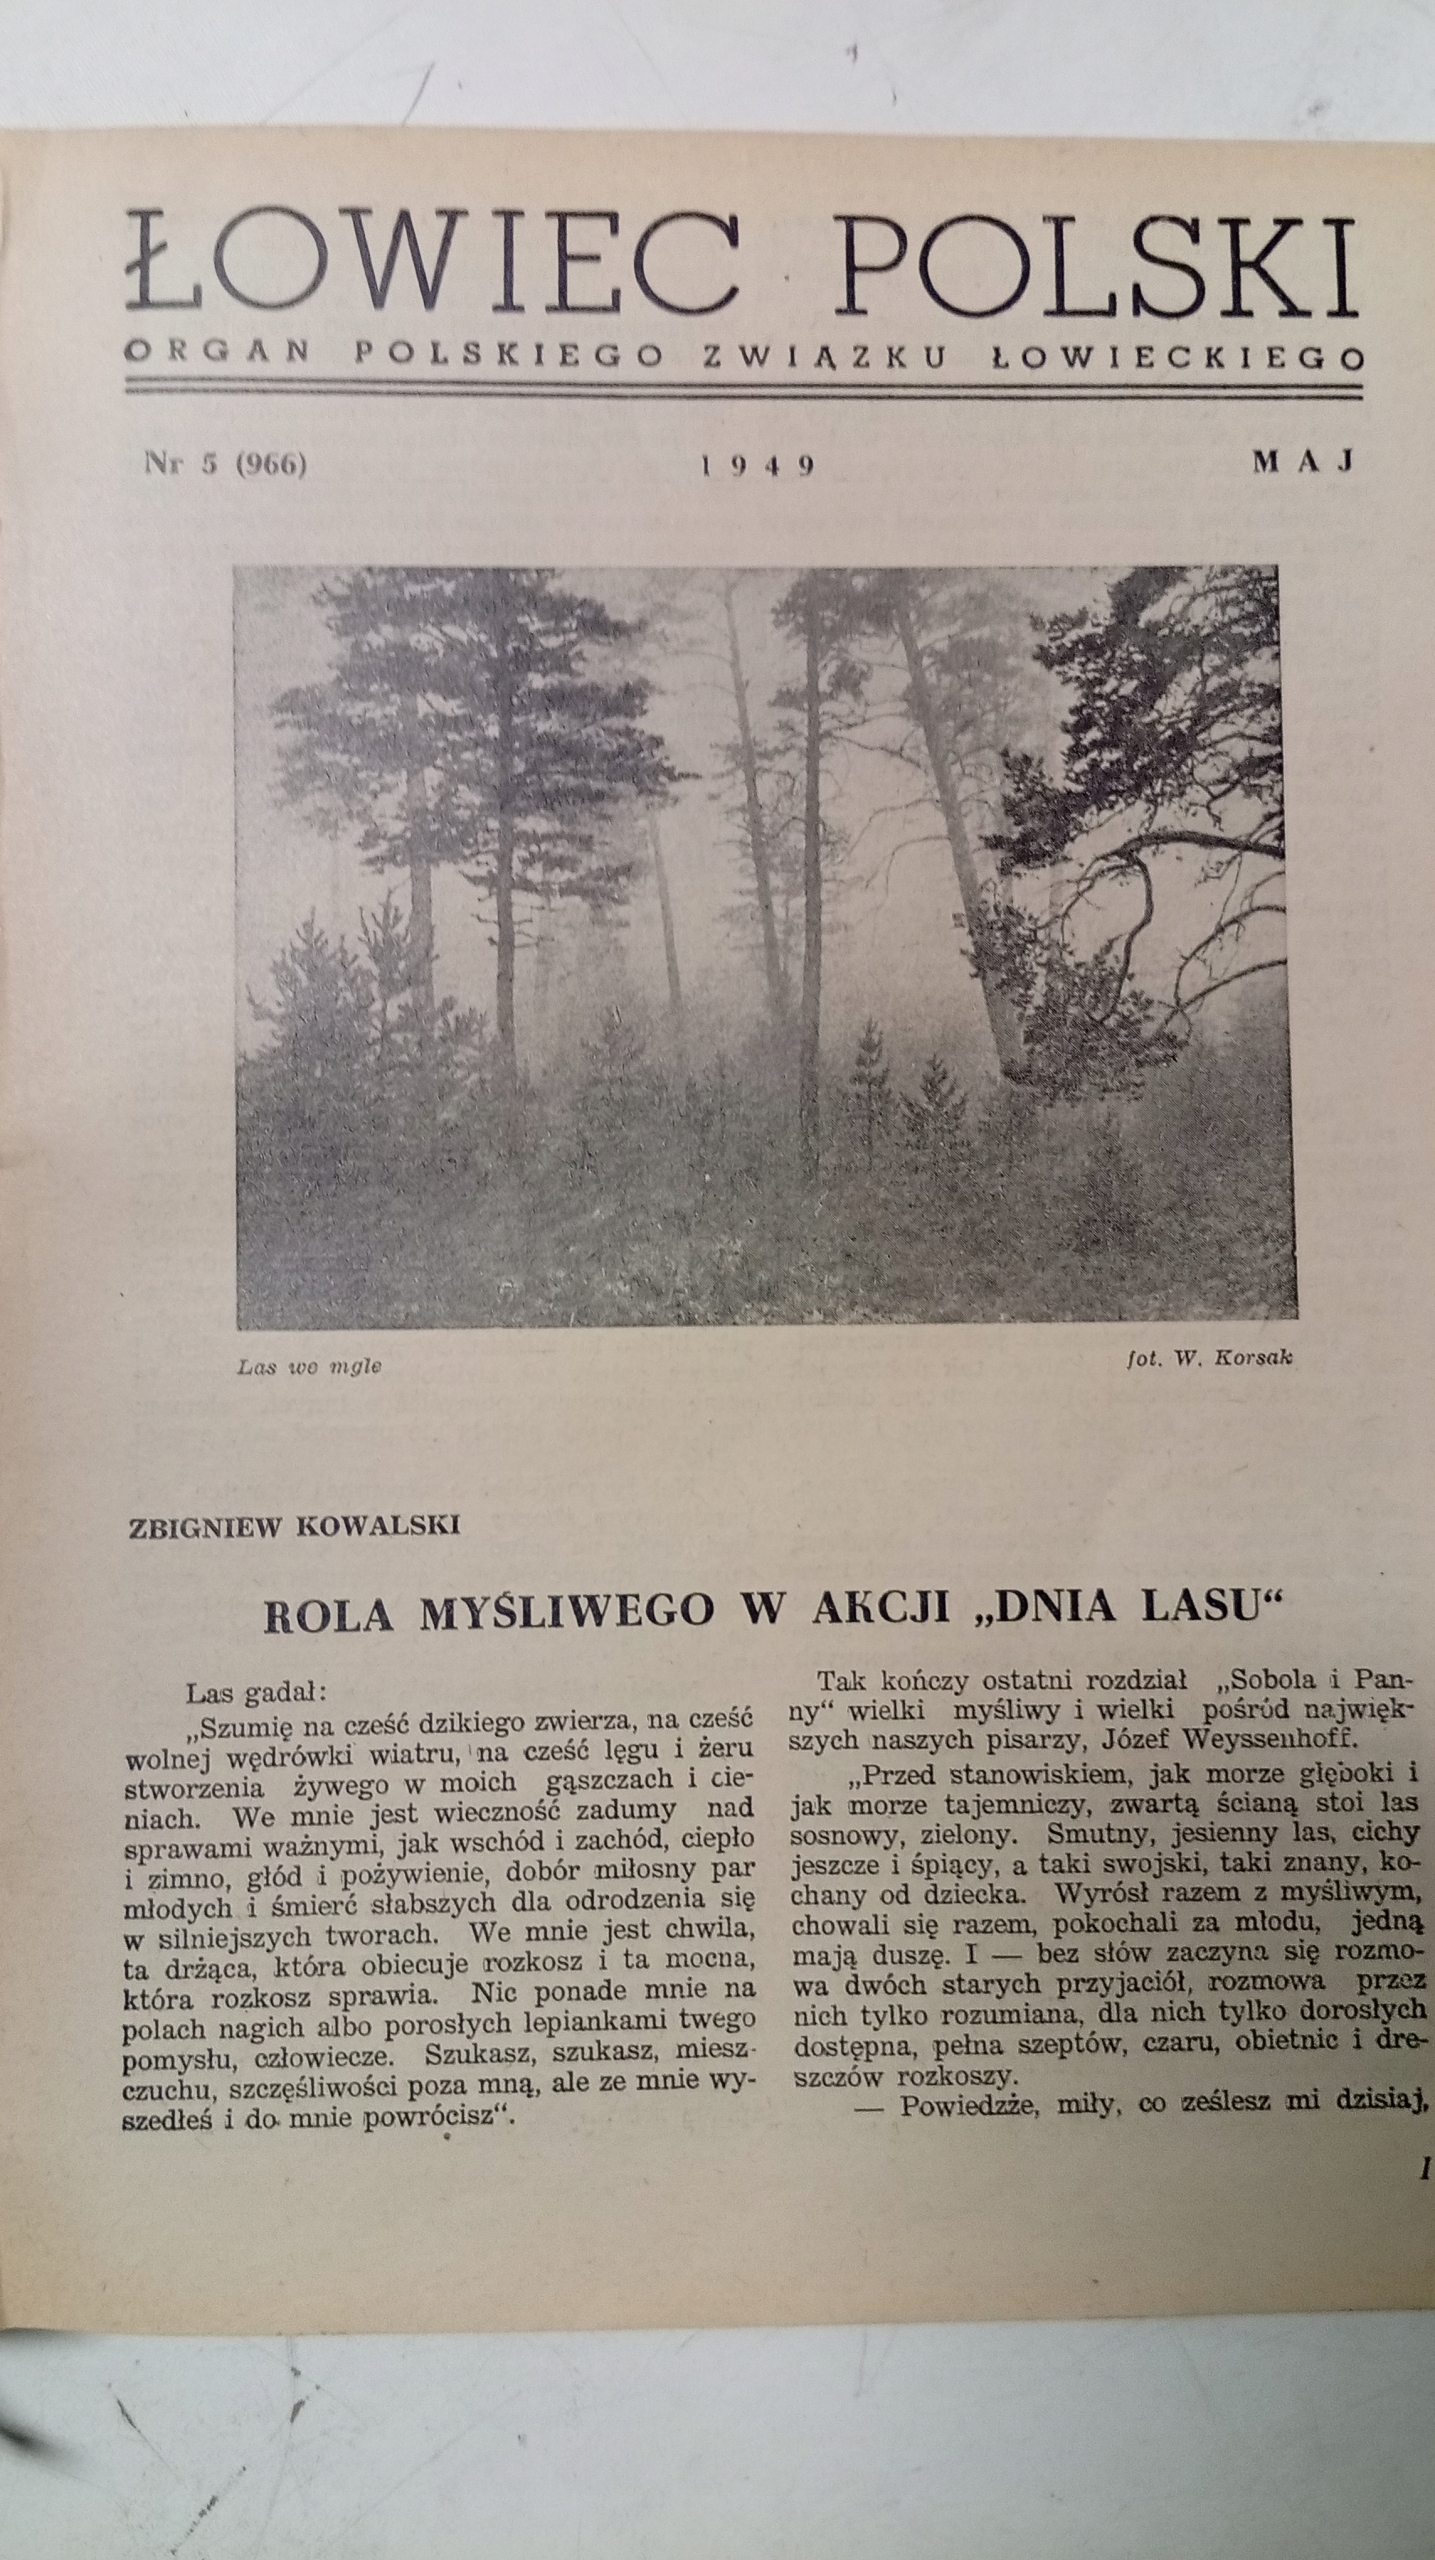 ŁOWIEC POLSKI
ORGAN POLSKIEGO ZWIĄZKU ŁOWIECKIEGO
Nr 5 (966) 1949 MAJ
Las we mgle fot. W. Korsak
ZBIGNIEW KOWALSKI
ROLA MYŚLIWEGO W AKCJI „DNIA LASU“
Las gadał:
„Szumię na cześć dzikiego zwierza, na cześć
wolnej wędrówki wiatru, na cześć lęgu i żeru
stworzenia żywego w moich gąszczach i cie-
niach. We mnie jest wieczność zadumy nad
sprawami ważnymi, jak wschód i zachód, ciepło
i zimno, głód i pożywienie, dobór miłosny par
młodych i śmierć słabszych dla odrodzenia się
w silniejszych tworach. We mnie jest chwila,
ta drżąca, która obiecuje rozkosz i ta mocna,
która rozkosz sprawia. Nic ponade mnie na
polach nagich albo porosłych lepiankami twego
pomysłu, człowiecze. Szukasz, szukasz, miesz-
czuchu, szczęśliwości poza mną, ale ze mnie wy-
szedłeś i do mnie powrócisz“.
Tak kończy ostatni rozdział „Sobola i Pan-
ny“ wielki myśliwy i wielki pośród najwięk-
szych naszych pisarzy, Józef Weyssenhoff.
„Przed stanowiskiem, jak morze głęboki i
jak morze tajemniczy, zwartą ścianą stoi las
sosnowy, zielony. Smutny, jesienny las, cichy
jeszcze i śpiący, a taki swojski, taki znany, ko-
chany od dziecka. Wyrósł razem z myśliwym,
chowali się razem, pokochali za młodu, jedną
mają duszę. I — bez słów zaczyna się rozmo-
wa dwóch starych przyjaciół, rozmowa przez
nich tylko rozumiana, dla nich tylko dorosłych
dostępna, pełna szeptów, czaru, obietnic i dre-
szczów rozkoszy.
— Powiedzże, miły, co ześlesz mi dzisiaj,
1